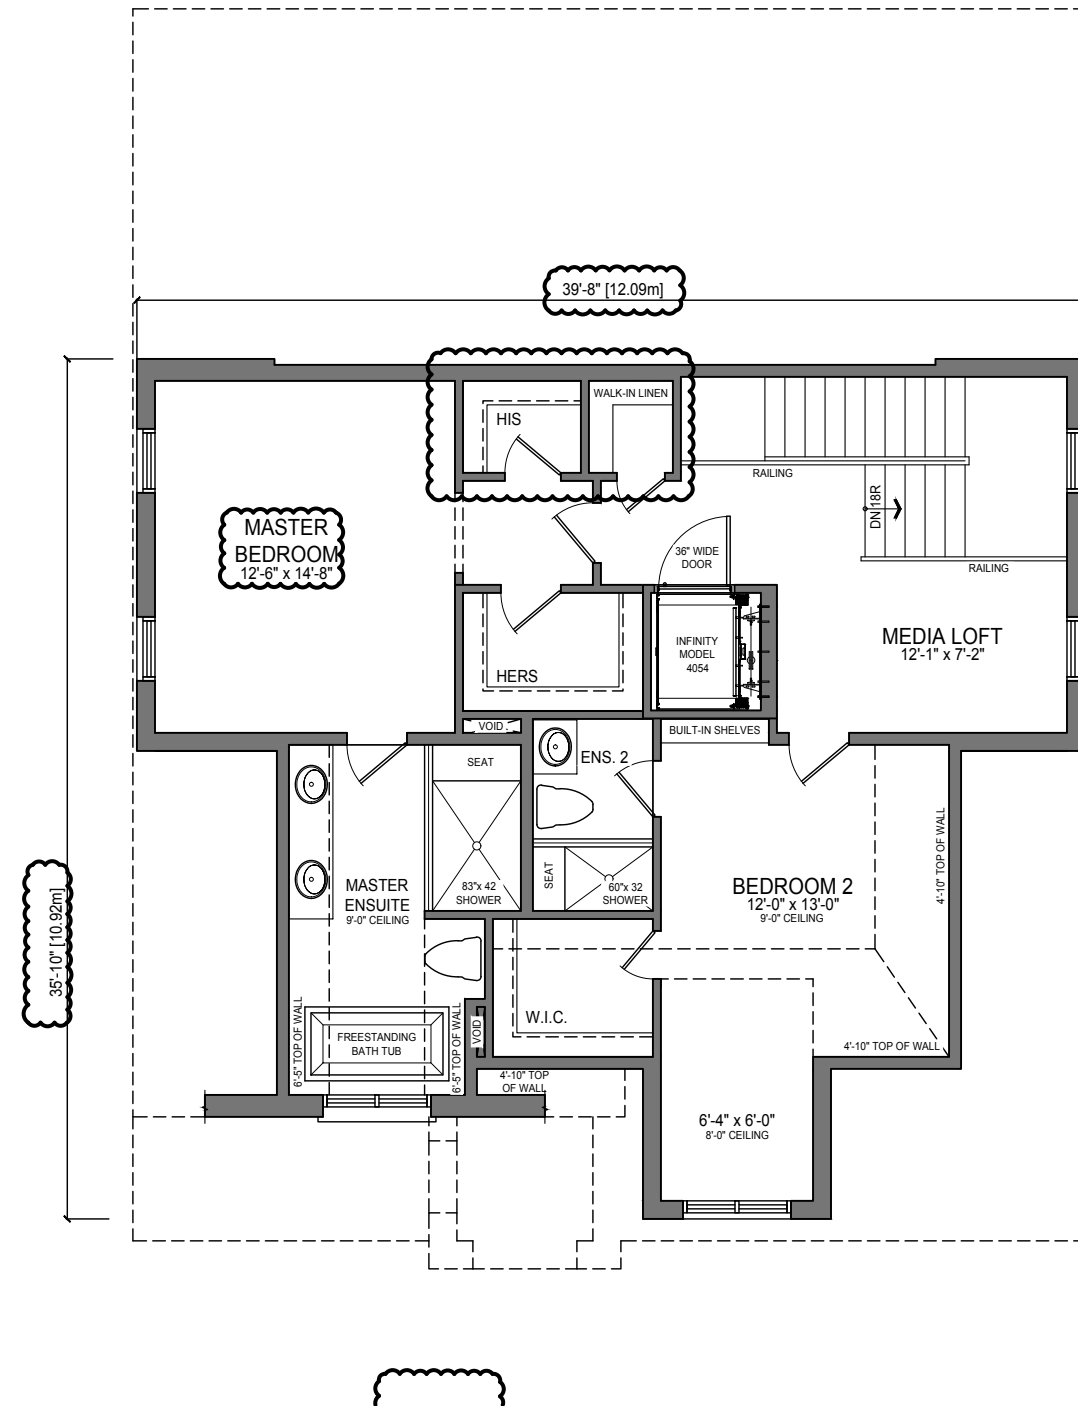 39'-8" [12.09m]
WALK-IN LINEN
HIS
RAILING
DN 18R
MASTER
BEDROOM
12'-6" x 14'-8"
36" WIDE
DOOR
RAILING
INFINITY
MODEL
4054
MEDIA LOFT
12'-1" x 7'-2"
HERS
VOID
BUILT-IN SHELVES
SEAT
ENS. 2
4'-10" TOP OF WALL
SEAT
MASTER
ENSUITE
9'-0" CEILING
83"x 42
SHOWER
60"x 32
SHOWER
BEDROOM 2
12'-0" x 13'-0"
9'-0" CEILING
35'-10" [10.92m]
W.I.C.
VOID
6'-5" TOP OF WALL
FREESTANDING
BATH TUB
6'-5" TOP OF WALL
4'-10" TOP OF WALL
4'-10" TOP
OF WALL
6'-4" x 6'-0"
8'-0" CEILING